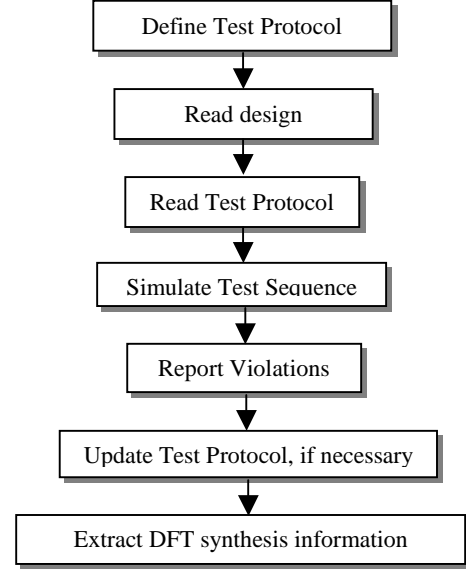 Define Test Protocol
Read design
Read Test Protocol
Simulate Test Sequence
Report Violations
Update Test Protocol, if necessary
Extract DFT synthesis information